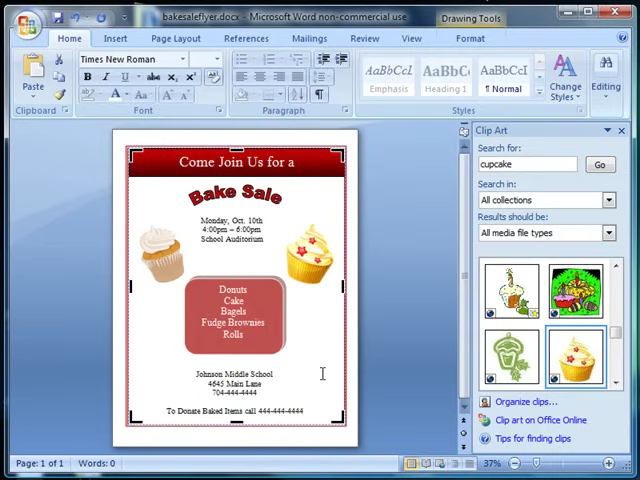 bakesaleflyer.docx - Microsoft Word non-commercial use
Drawing Tools
Home Insert Page Layout References Mailings Review View Format
Times New Roman
Paste
B I U abc x₂ x²
ab A Aa A A
AaBbCcI AaBbCc AaBbCcI
Emphasis Heading 1 ¶ Normal
Change Styles
Editing
Clipboard Font Paragraph Styles
Come Join Us for a
Bake Sale
Monday, Oct. 10th
4:00pm ~ 6:00pm
School Auditorium
Donuts
Cake
Bagels
Fudge Brownies
Rolls
Johnson Middle School
4645 Main Lane
704-444-4444
To Donate Baked Items call 444-444-4444
Clip Art
Search for:
cupcake
Go
Search in:
All collections
Results should be:
All media file types
Organize clips...
Clip art on Office Online
Tips for finding clips
Page: 1 of 1 Words: 0
37%